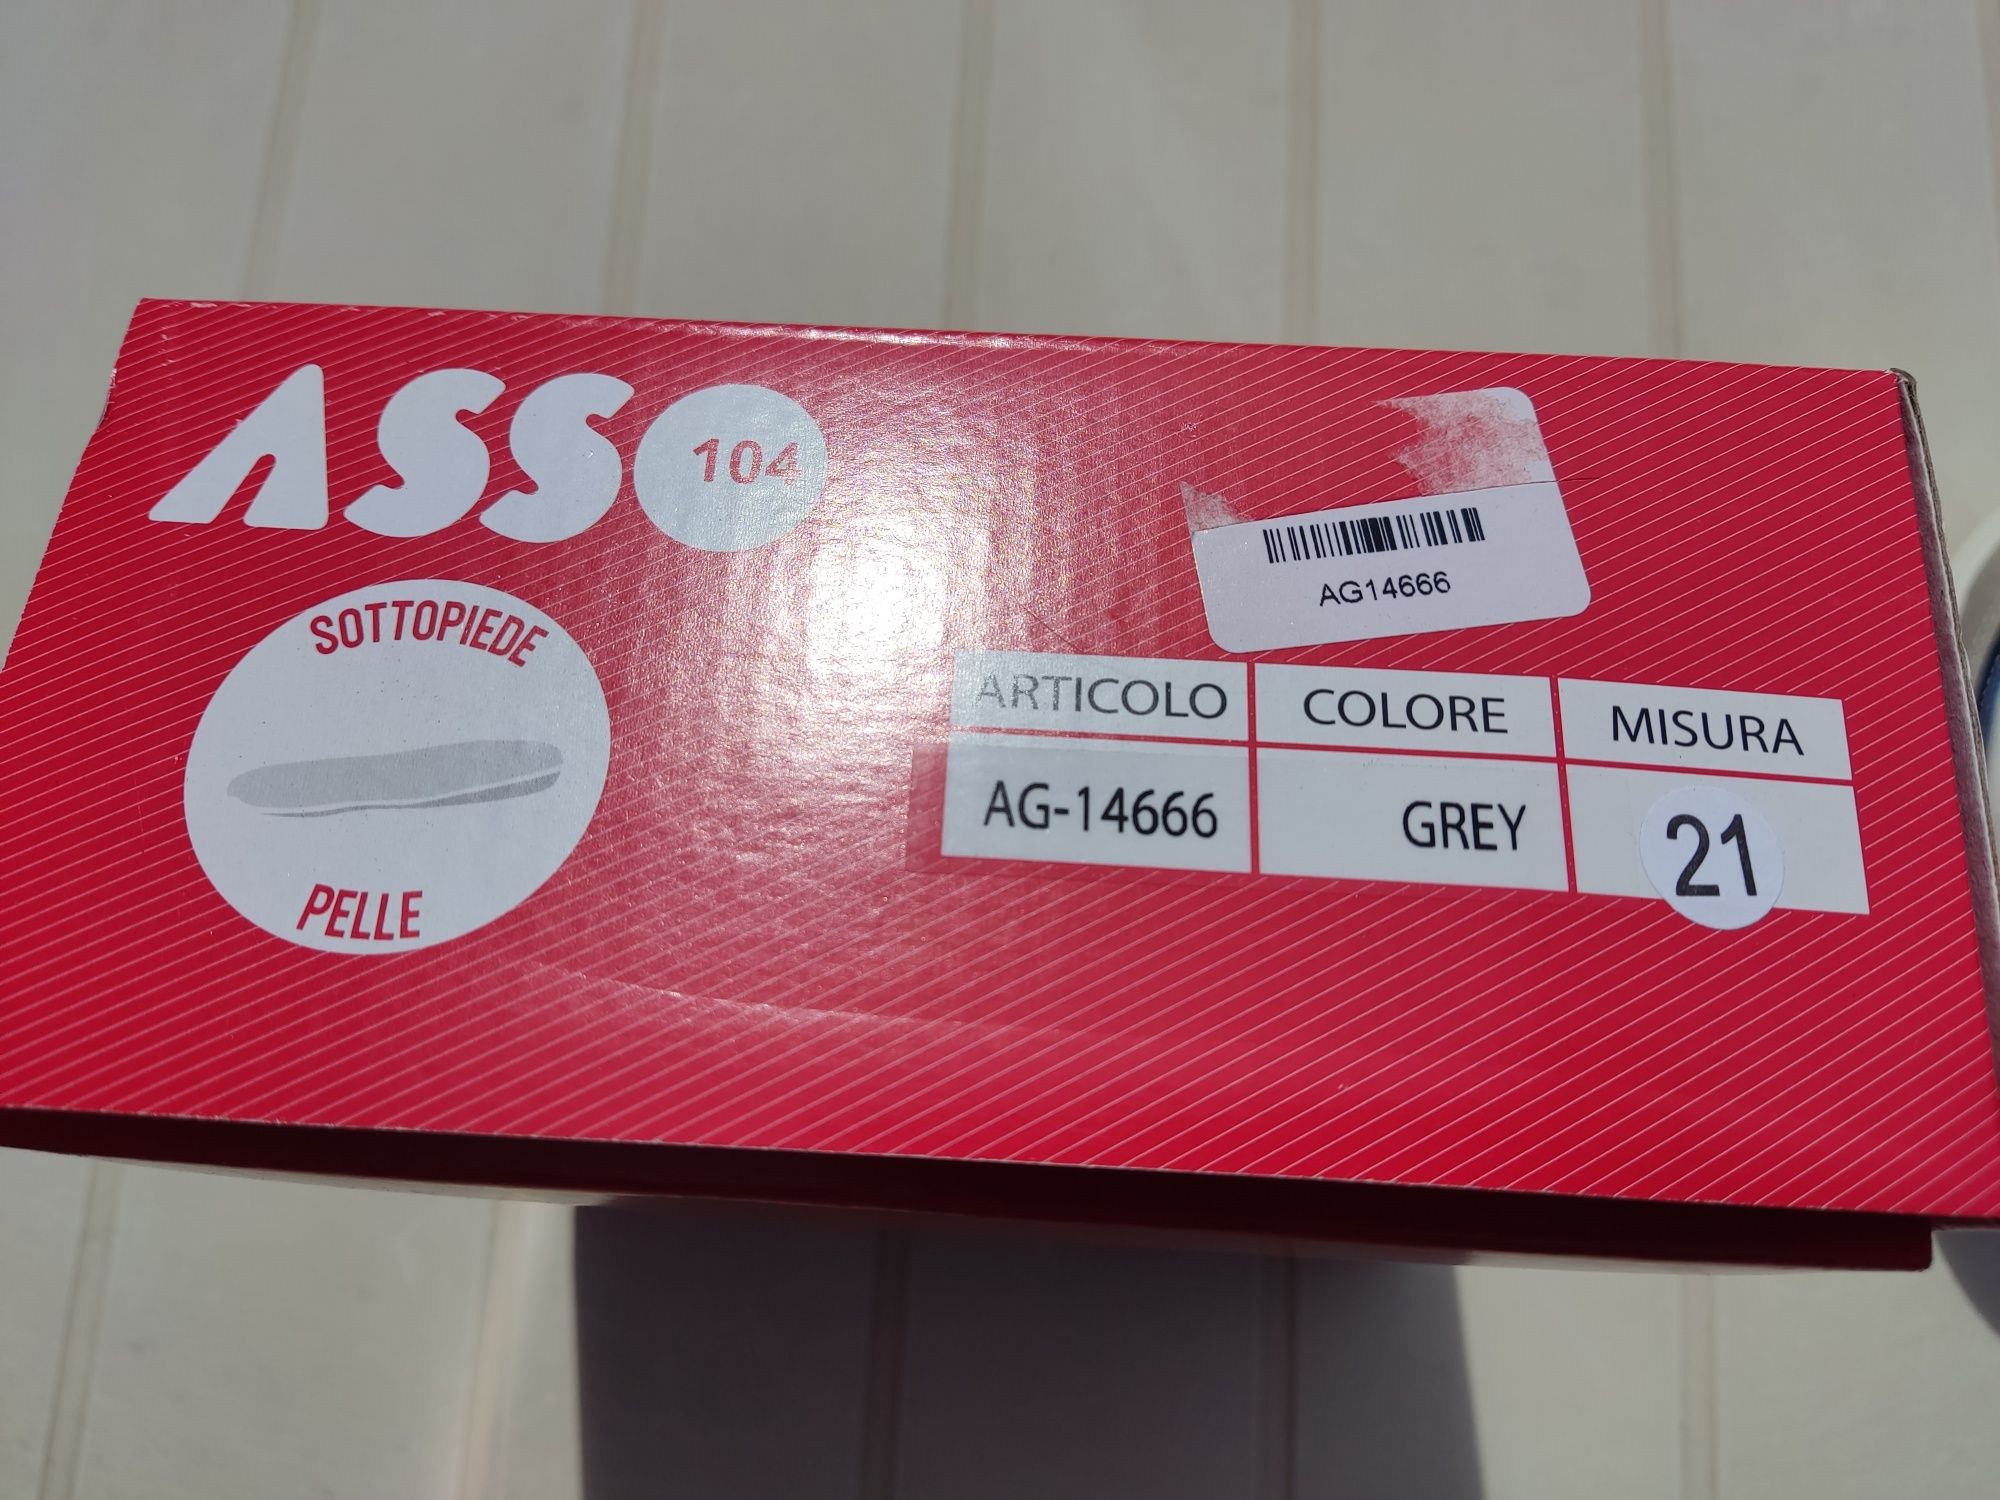 ASSO
104
SOTTOPIEDE
PELLE
AG14666
ARTICOLO COLORE MISURA
AG-14666 GREY 21